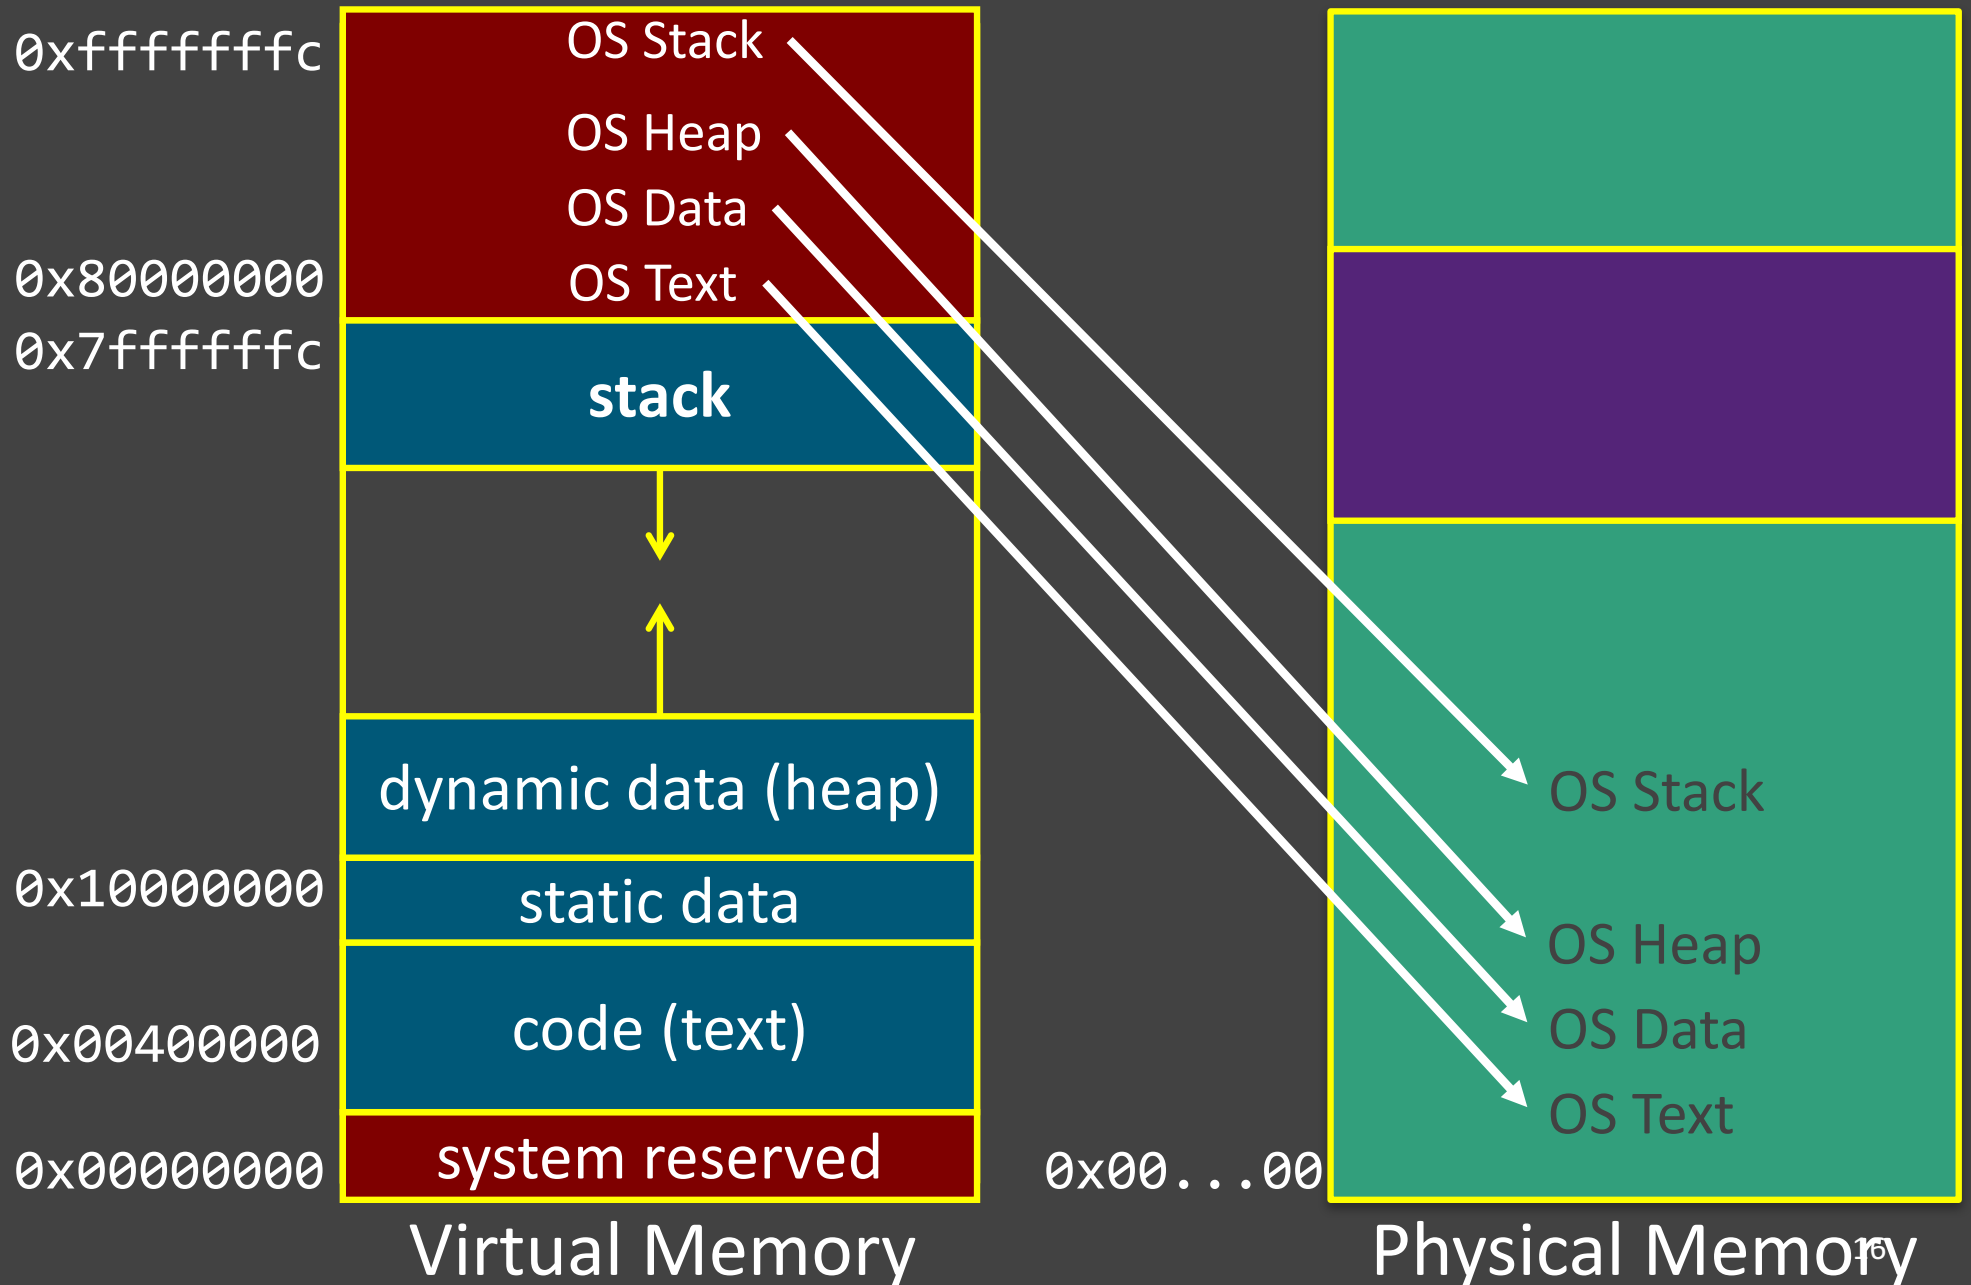 0xfffffffc
OS Stack
OS Heap
OS Data
0x80000000
OS Text
0x7ffffffc
stack
dynamic data (heap)
0x10000000
static data
code (text)
0x00400000
system reserved
0x00000000
Virtual Memory
OS Stack
OS Heap
OS Data
OS Text
0x00...00
Physical Memory
16